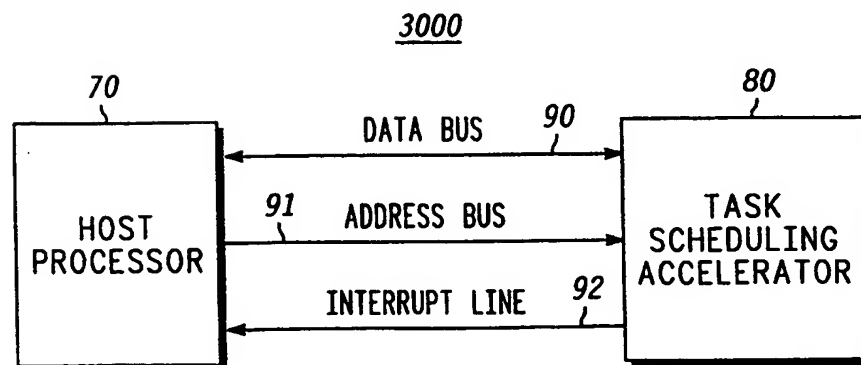 3000
70
80
DATA BUS
90
91
ADDRESS BUS
HOST
PROCESSOR
TASK
SCHEDULING
ACCELERATOR
INTERRUPT LINE
92